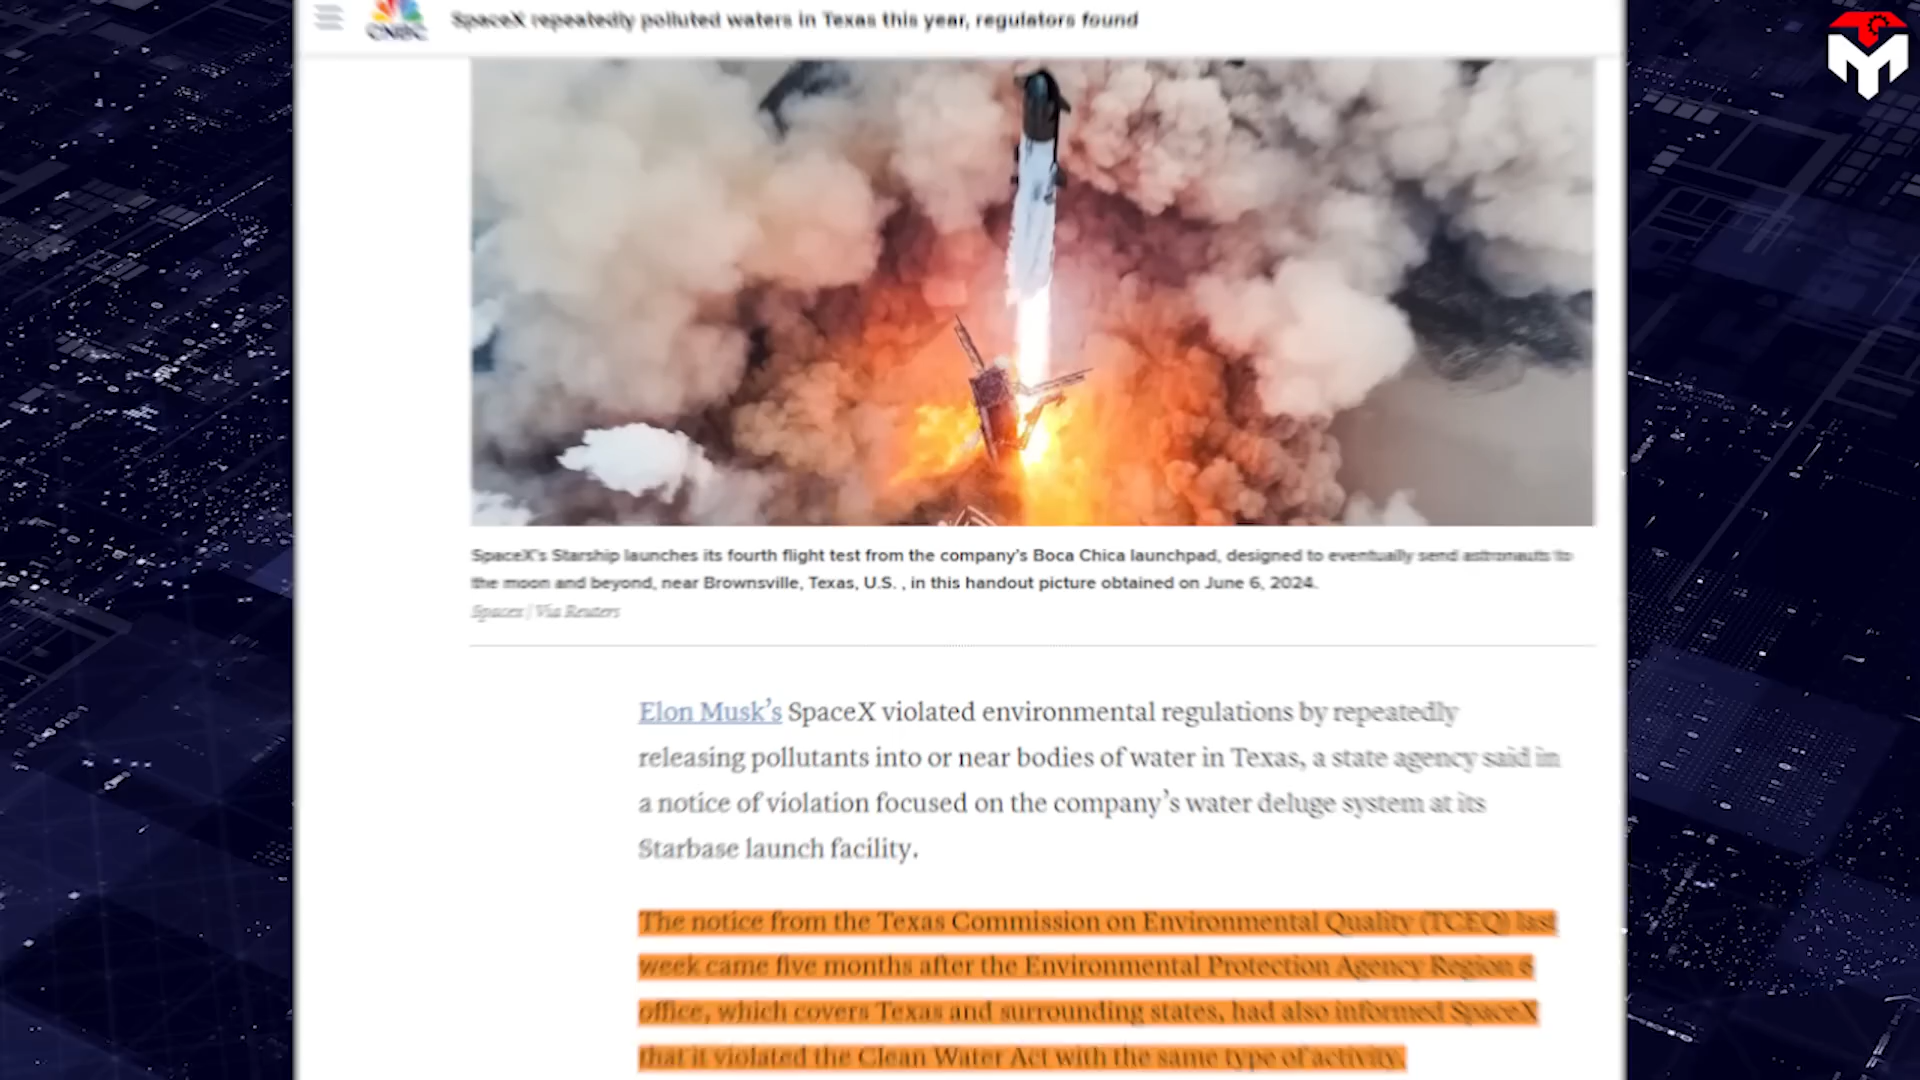 CNBC
SpaceX repeatedly polluted waters in Texas this year, regulators found
SpaceX's Starship launches its fourth flight test from the company's Boca Chica launchpad, designed to eventually send astronauts to
the moon and beyond, near Brownsville, Texas, U.S. , in this handout picture obtained on June 6, 2024.
Spacex | Via Reuters
Elon Musk's SpaceX violated environmental regulations by repeatedly
releasing pollutants into or near bodies of water in Texas, a state agency said in
a notice of violation focused on the company's water deluge system at its
Starbase launch facility.
The notice from the Texas Commission on Environmental Quality (TCEQ) last
week came five months after the Environmental Protection Agency Region 6
office, which covers Texas and surrounding states, had also informed SpaceX
that it violated the Clean Water Act with the same type of activity.